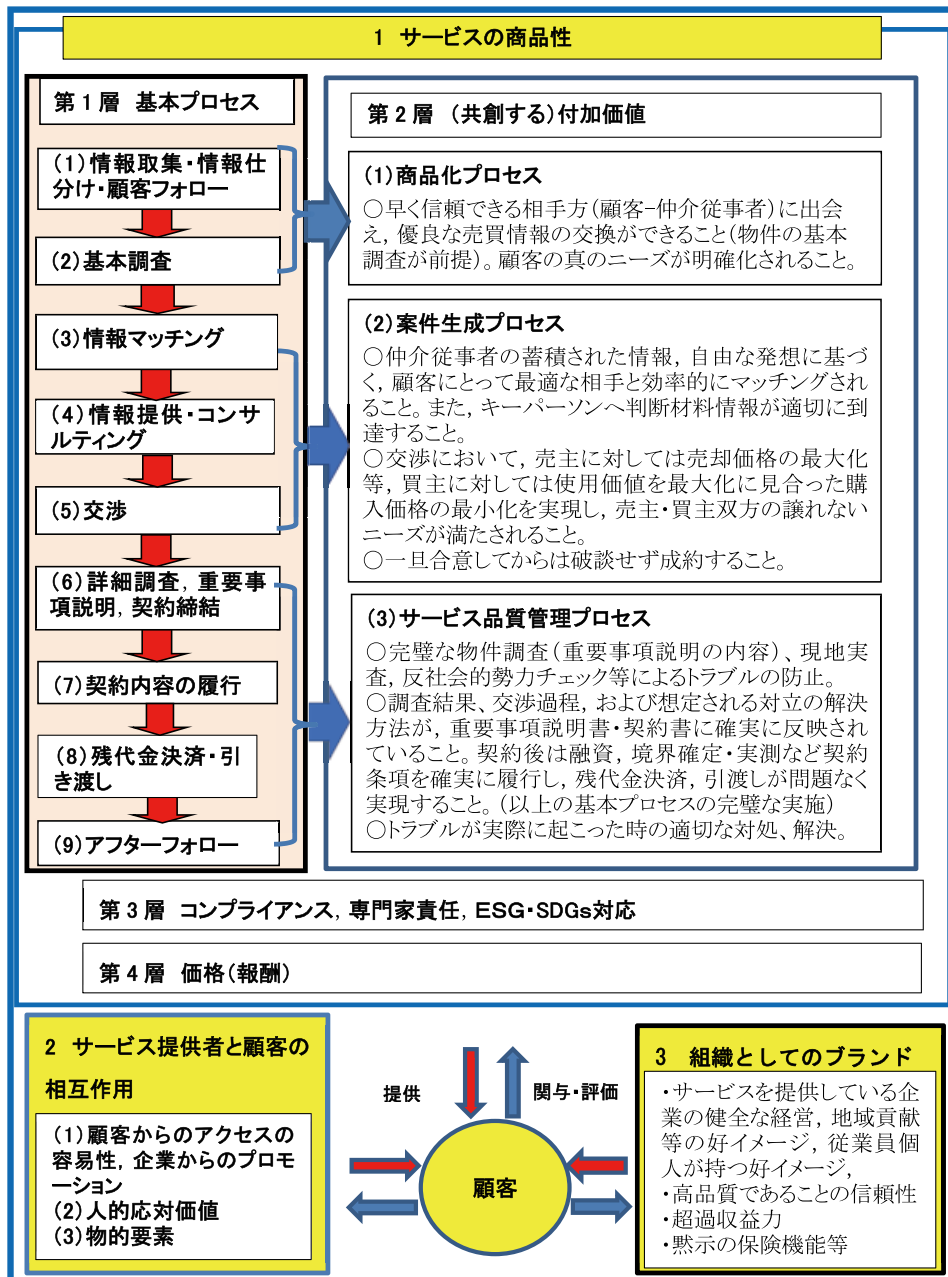 1 サービスの商品性
第1層 基本プロセス
(1)情報取集・情報仕
分け・顧客フォロー
(2)基本調査
(3)情報マッチング
(4)情報提供・コンサ
ルティング
(5)交渉
(6)詳細調査，重要事
項説明，契約締結
(7)契約内容の履行
(8)残代金決済・引
き渡し
(9)アフターフォロー
第2層 （共創する）付加価値
(1)商品化プロセス
○早く信頼できる相手方（顧客−仲介従事者）に出会
え，優良な売買情報の交換ができること（物件の基本
調査が前提）。顧客の真のニーズが明確化されること。
(2)案件生成プロセス
○仲介従事者の蓄積された情報，自由な発想に基づ
く，顧客にとって最適な相手と効率的にマッチングされ
ること。また，キーパーソンへ判断材料情報が適切に到
達すること。
○交渉において，売主に対しては売却価格の最大化
等，買主に対しては使用価値を最大化に見合った購
入価格の最小化を実現し，売主・買主双方の譲れない
ニーズが満たされること。
○一旦合意してからは破談せず成約すること。
(3)サービス品質管理プロセス
○完璧な物件調査（重要事項説明の内容）、現地実
査，反社会的勢力チェック等によるトラブルの防止。
○調査結果、交渉過程，および想定される対立の解決
方法が，重要事項説明書・契約書に確実に反映され
ていること。契約後は融資，境界確定・実測など契約
条項を確実に履行し，残代金決済，引渡しが問題なく
実現すること。（以上の基本プロセスの完璧な実施）
○トラブルが実際に起こった時の適切な対処、解決。
第3層 コンプライアンス，専門家責任，ESG・SDGs対応
第4層 価格（報酬）
2 サービス提供者と顧客の
相互作用
(1)顧客からのアクセスの
容易性，企業からのプロモ
ーション
(2)人的応対価値
(3)物的要素
提供
関与・評価
顧客
3 組織としてのブランド
・サービスを提供している企
業の健全な経営，地域貢献
等の好イメージ，従業員個
人が持つ好イメージ，
・高品質であることの信頼性
・超過収益力
・黙示の保険機能等